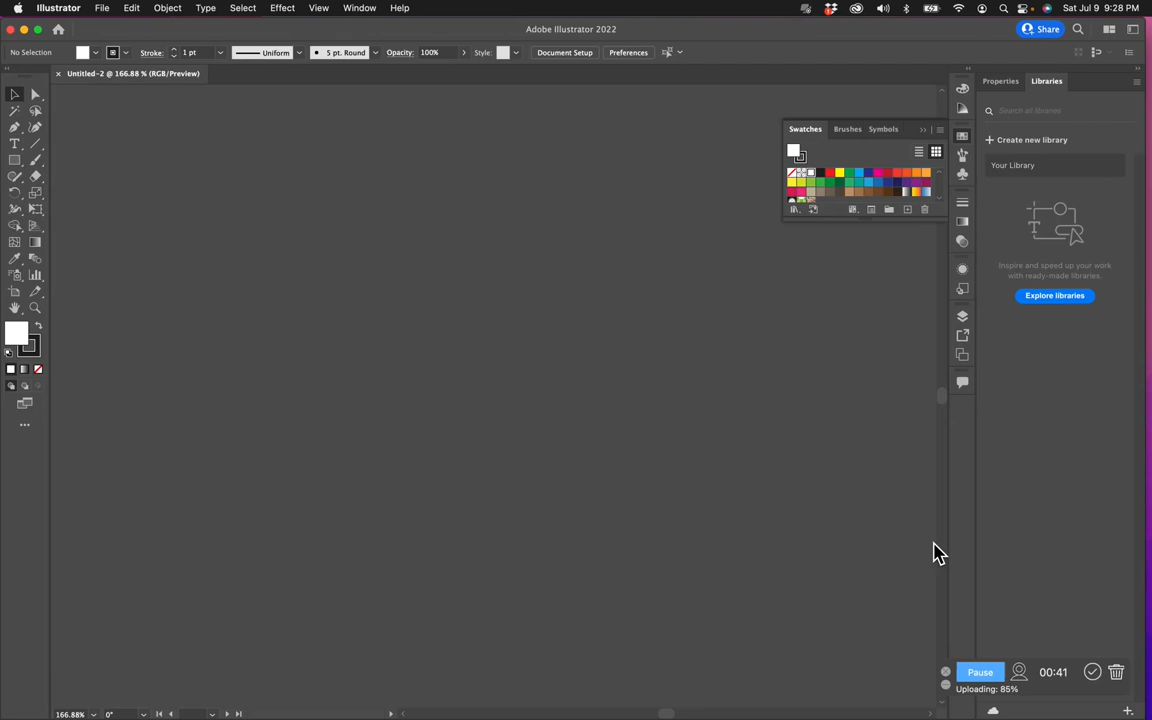 Illustrator File Edit Object Type Select Effect View Window Help Sat Jul 9 9:28 PM
Adobe Illustrator 2022 Share
No Selection Stroke: 1 pt Uniform 5 pt. Round Opacity: 100% Style: Document Setup Preferences
Untitled-2 @ 166.88 % (RGB/Preview)
Properties Libraries
Search all libraries
Swatches Brushes Symbols
Create new library
Your Library
Inspire and speed up your work
with ready-made libraries.
Explore libraries
Pause 00:41
Uploading: 85%
166.88% 0°